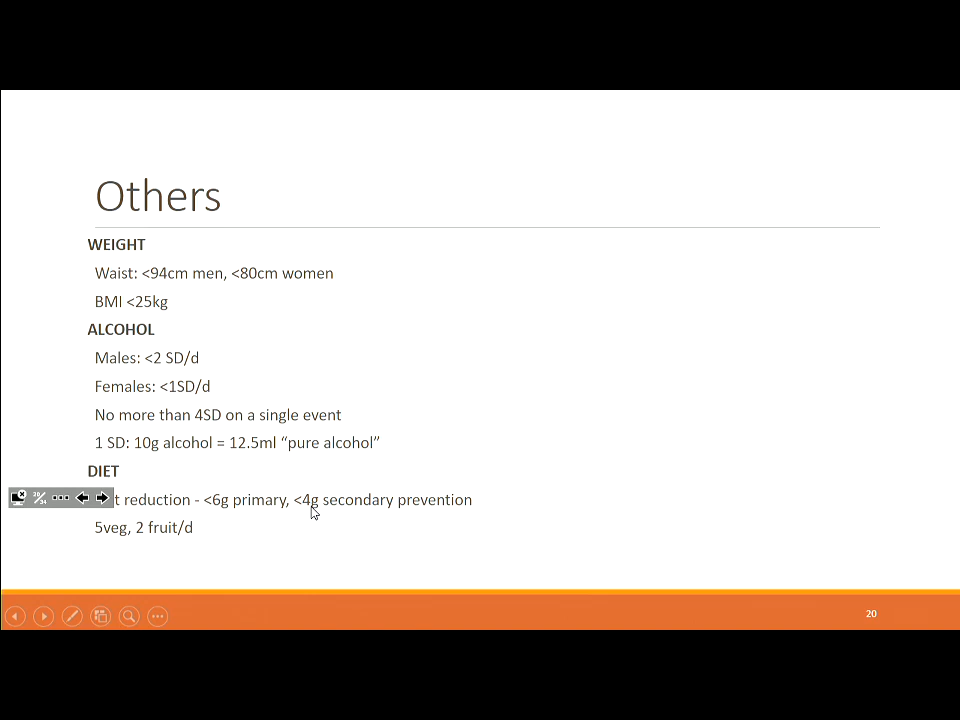 Others
WEIGHT
Waist: <94cm men, <80cm women
BMI <25kg
ALCOHOL
Males: <2 SD/d
Females: <1SD/d
No more than 4SD on a single event
1 SD: 10g alcohol = 12.5ml “pure alcohol”
DIET
reduction - <6g primary, <4g secondary prevention
5veg, 2 fruit/d
20